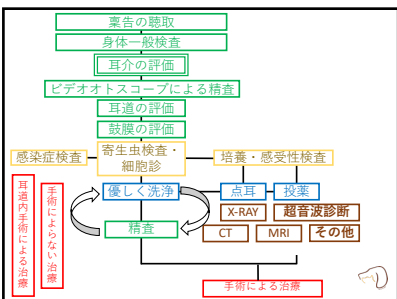 稟告の聴取
身体一般検査
耳介の評価
ビデオオトスコープによる精査
耳道の評価
鼓膜の評価
感染症検査
寄生虫検査・
細胞診
培養・感受性検査
耳道内手術による治療
手術によらない治療
優しく洗浄
点耳
投薬
X-RAY
超音波診断
精査
CT
MRI
その他
手術による治療